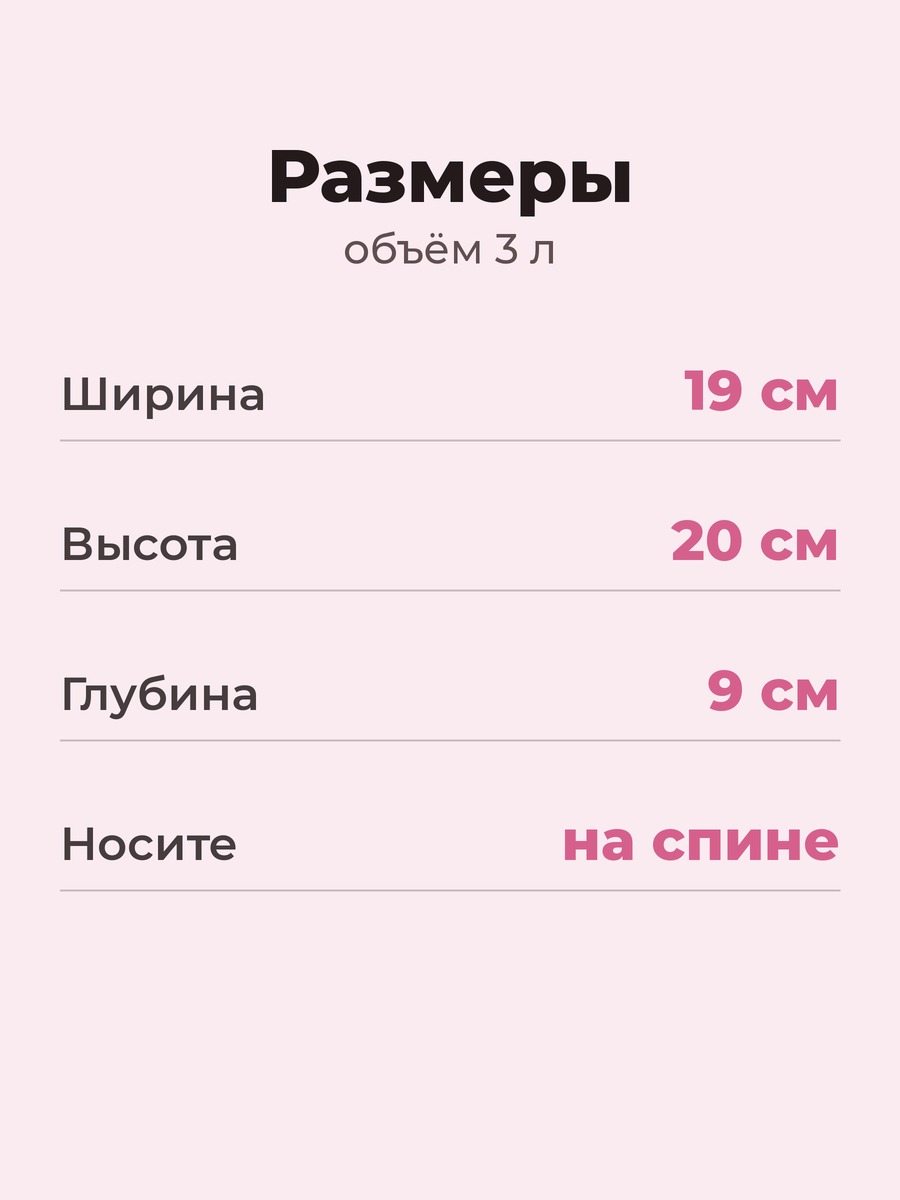 Размеры
объём 3 л
Ширина 19 см
Высота 20 см
Глубина 9 см
Носите на спине